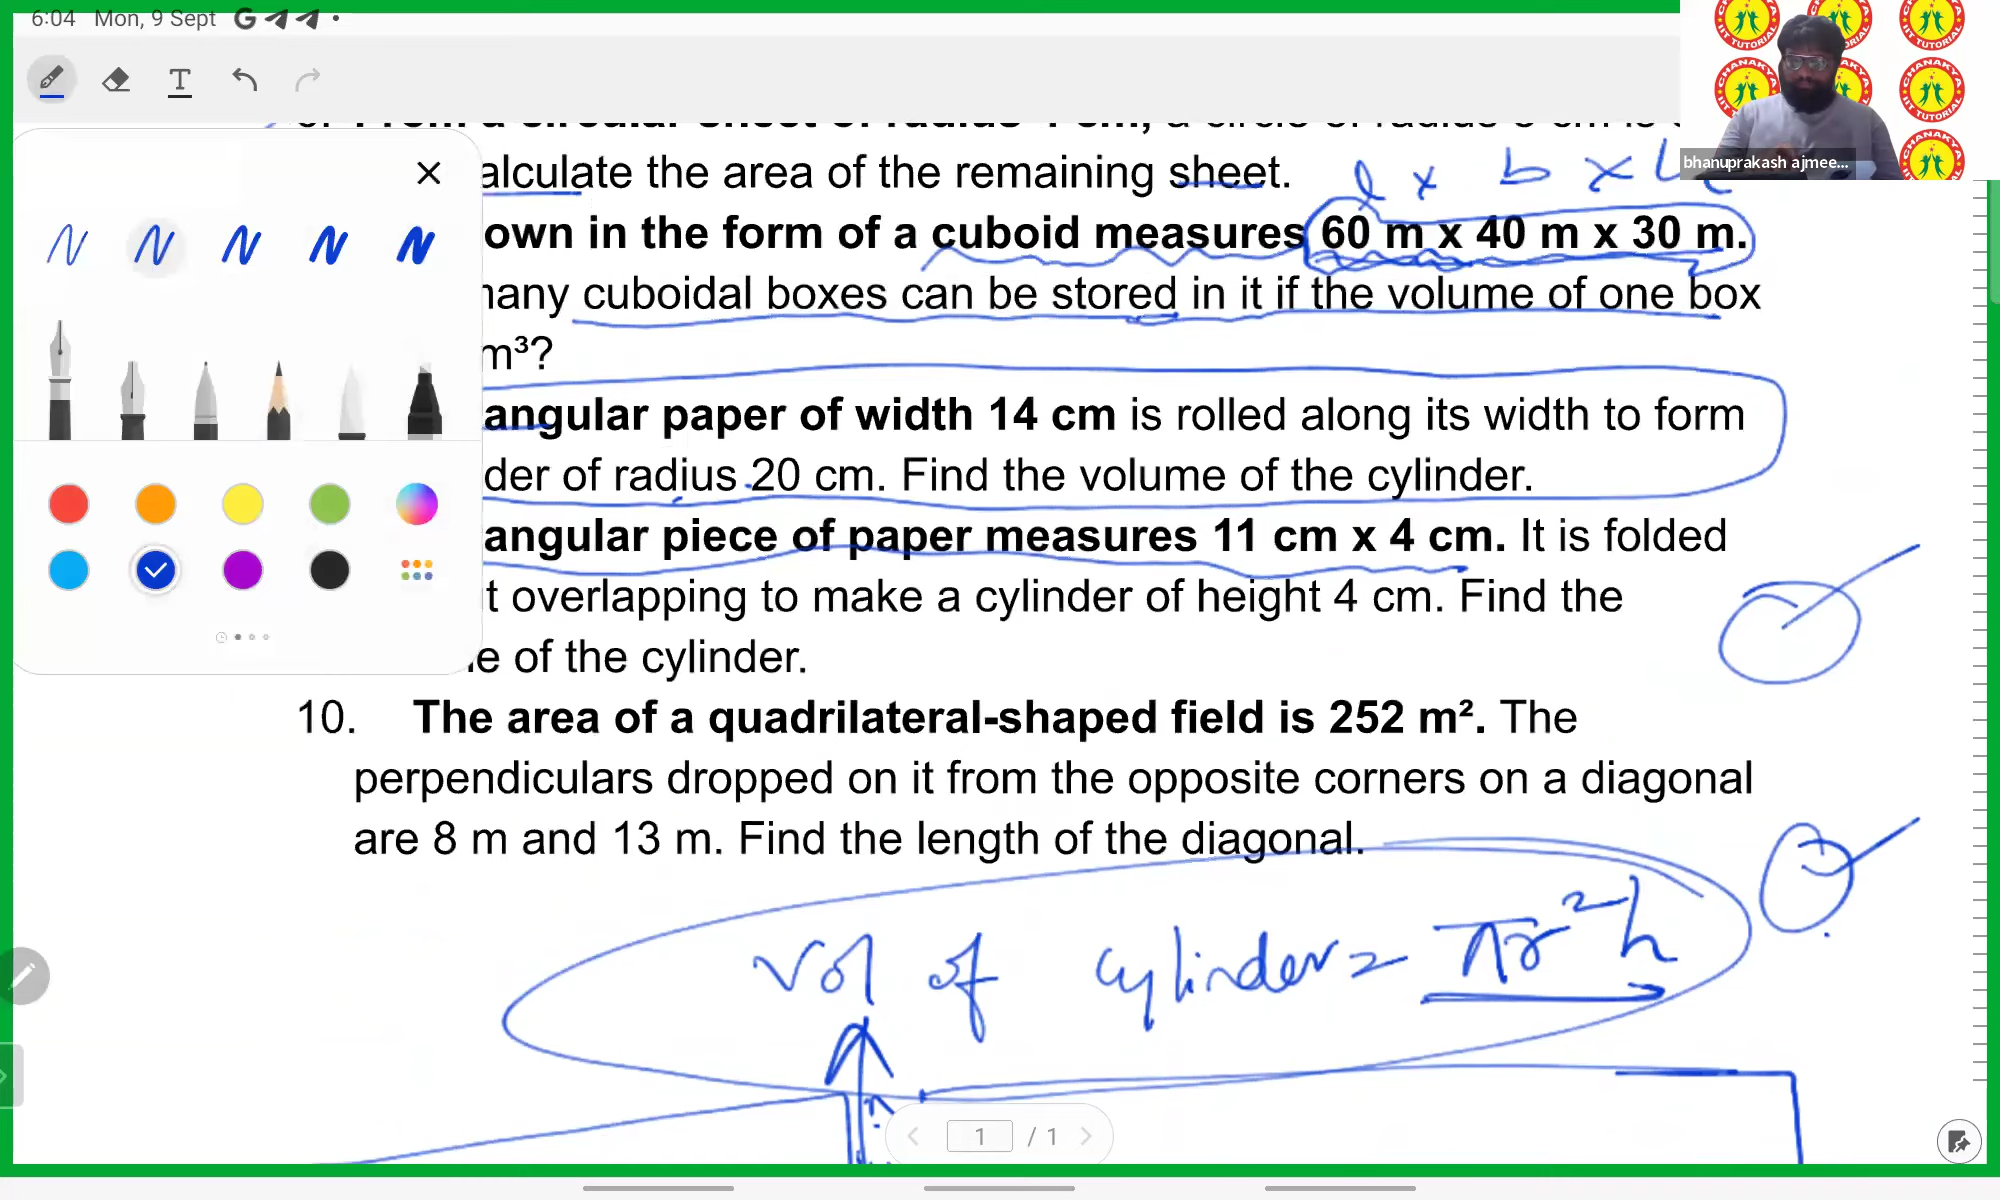 6:04 Mon, 9 Sept
CHANAKYA IIT TUTORIAL
bhanuprakash ajmee...
alculate the area of the remaining sheet.
l x b x
own in the form of a cuboid measures 60 m x 40 m x 30 m.
many cuboidal boxes can be stored in it if the volume of one box
m³?
angular paper of width 14 cm is rolled along its width to form
der of radius 20 cm. Find the volume of the cylinder.
angular piece of paper measures 11 cm x 4 cm. It is folded
t overlapping to make a cylinder of height 4 cm. Find the
e of the cylinder.
10. The area of a quadrilateral-shaped field is 252 m². The
perpendiculars dropped on it from the opposite corners on a diagonal
are 8 m and 13 m. Find the length of the diagonal.
Vol of cylinder = πr²h
1 / 1